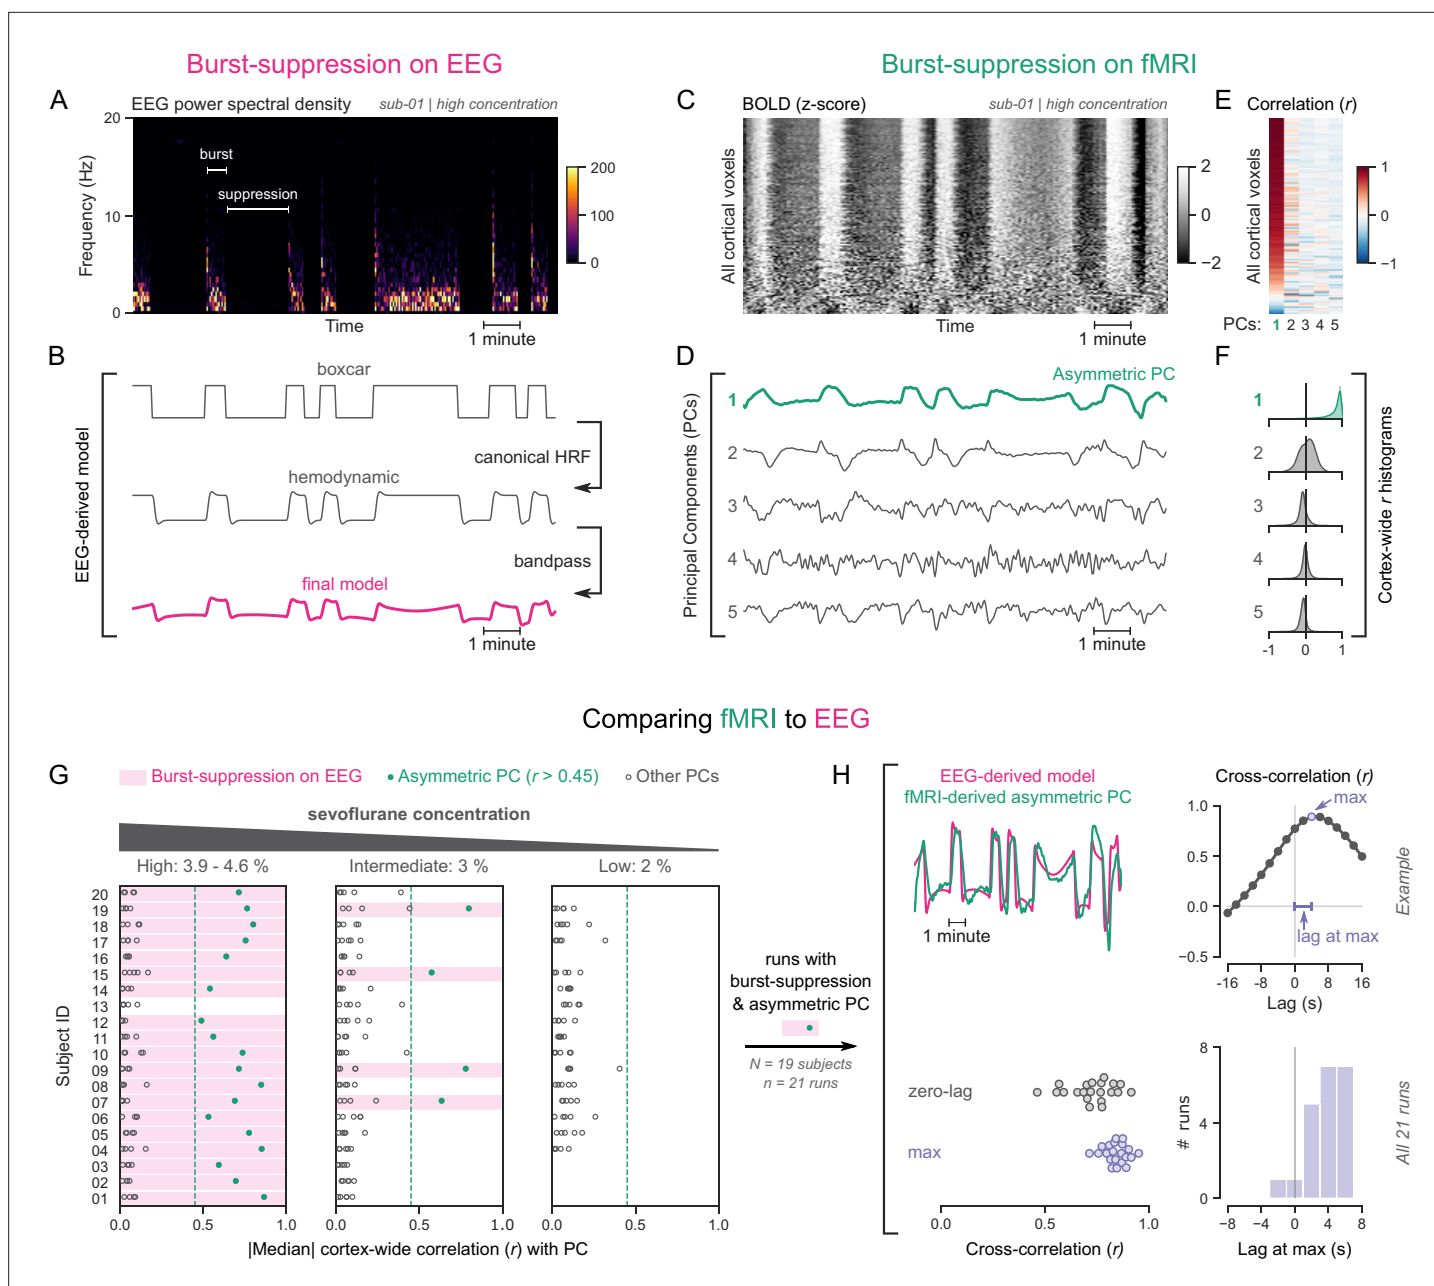 Burst-suppression on EEG
Burst-suppression on fMRI
A
EEG power spectral density
sub-01 | high concentration
Frequency (Hz)
20
10
0
burst
suppression
200
100
0
Time
1 minute
B
EEG-derived model
boxcar
canonical HRF
hemodynamic
bandpass
final model
1 minute
C
BOLD (z-score)
sub-01 | high concentration
All cortical voxels
2
1
0
−1
−2
Time
1 minute
D
Principal Components (PCs)
Asymmetric PC
1
2
3
4
5
1 minute
E
Correlation (r)
All cortical voxels
1
0
−1
PCs: 1 2 3 4 5
F
1
2
3
4
5
-1 0 1
Cortex-wide r histograms
Comparing fMRI to EEG
G
Burst-suppression on EEG
Asymmetric PC (r > 0.45)
Other PCs
sevoflurane concentration
High: 3.9 - 4.6 %
Intermediate: 3 %
Low: 2 %
Subject ID
20
19
18
17
16
15
14
13
12
11
10
09
08
07
06
05
04
03
02
01
0.0 0.5 1.0
0.0 0.5 1.0
0.0 0.5 1.0
|Median| cortex-wide correlation (r) with PC
runs with
burst-suppression
& asymmetric PC
N = 19 subjects
n = 21 runs
H
EEG-derived model
fMRI-derived asymmetric PC
1 minute
Cross-correlation (r)
max
1.0
0.5
0.0
−0.5
lag at max
-16 -8 0 8 16
Lag (s)
Example
zero-lag
max
0.0 0.5 1.0
Cross-correlation (r)
# runs
8
4
0
−8 −4 0 4 8
Lag at max (s)
All 21 runs